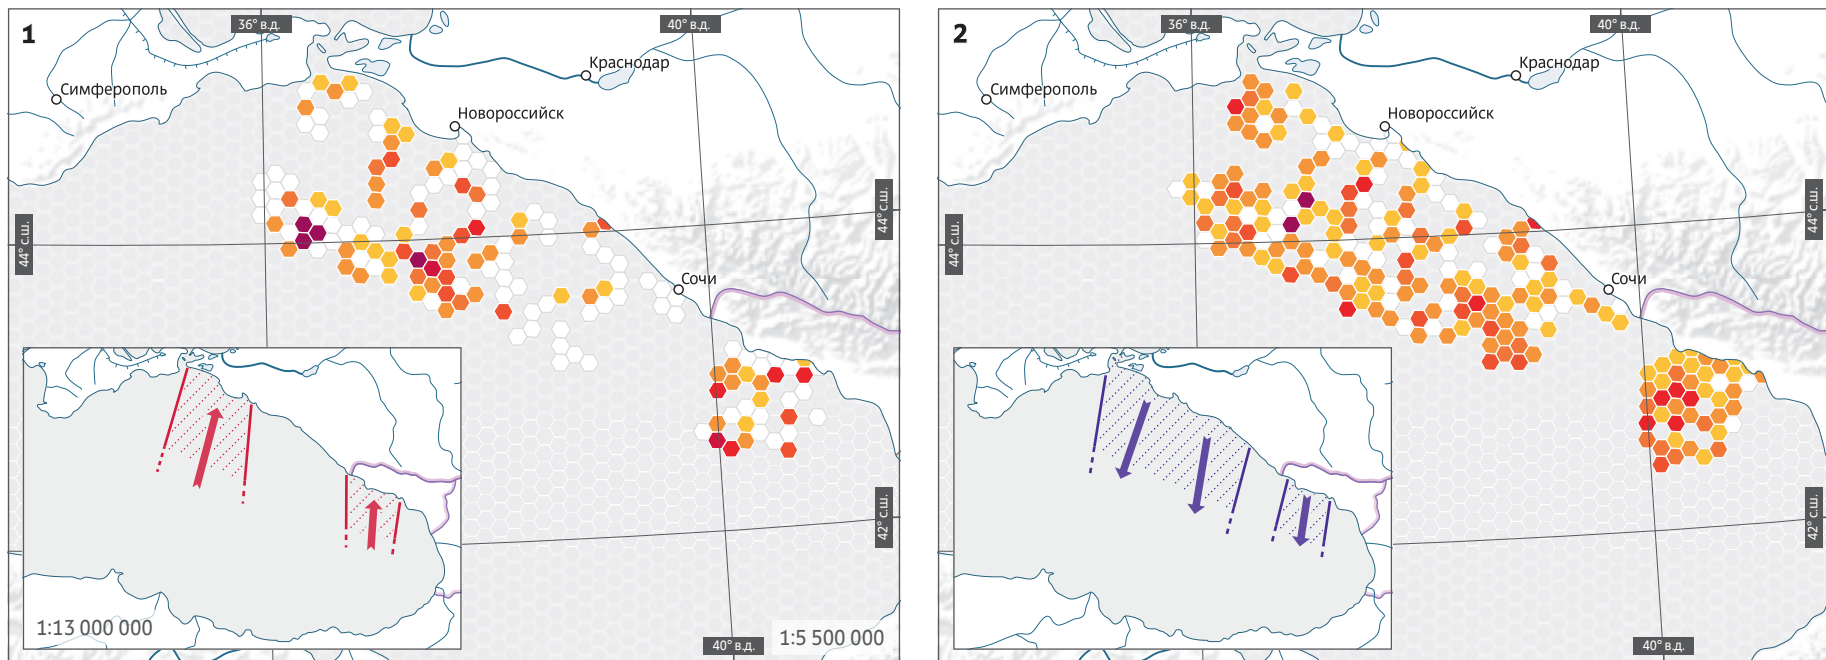 1
36° в.д.
40° в.д.
Симферополь
Краснодар
Новороссийск
44° с.ш.
44° с.ш.
Сочи
42° с.ш.
1:13 000 000
40° в.д.
1:5 500 000
2
36° в.д.
40° в.д.
Симферополь
Краснодар
Новороссийск
44° с.ш.
44° с.ш.
Сочи
42° с.ш.
40° в.д.